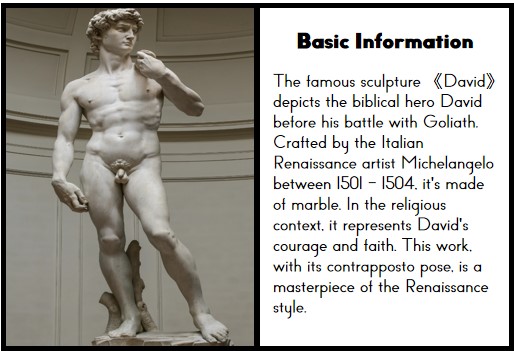 Basic Information
The famous sculpture 《David》
depicts the biblical hero David
before his battle with Goliath.
Crafted by the Italian
Renaissance artist Michelangelo
between 1501 - 1504, it's made
of marble. In the religious
context, it represents David's
courage and faith. This work,
with its contrapposto pose, is a
masterpiece of the Renaissance
style.